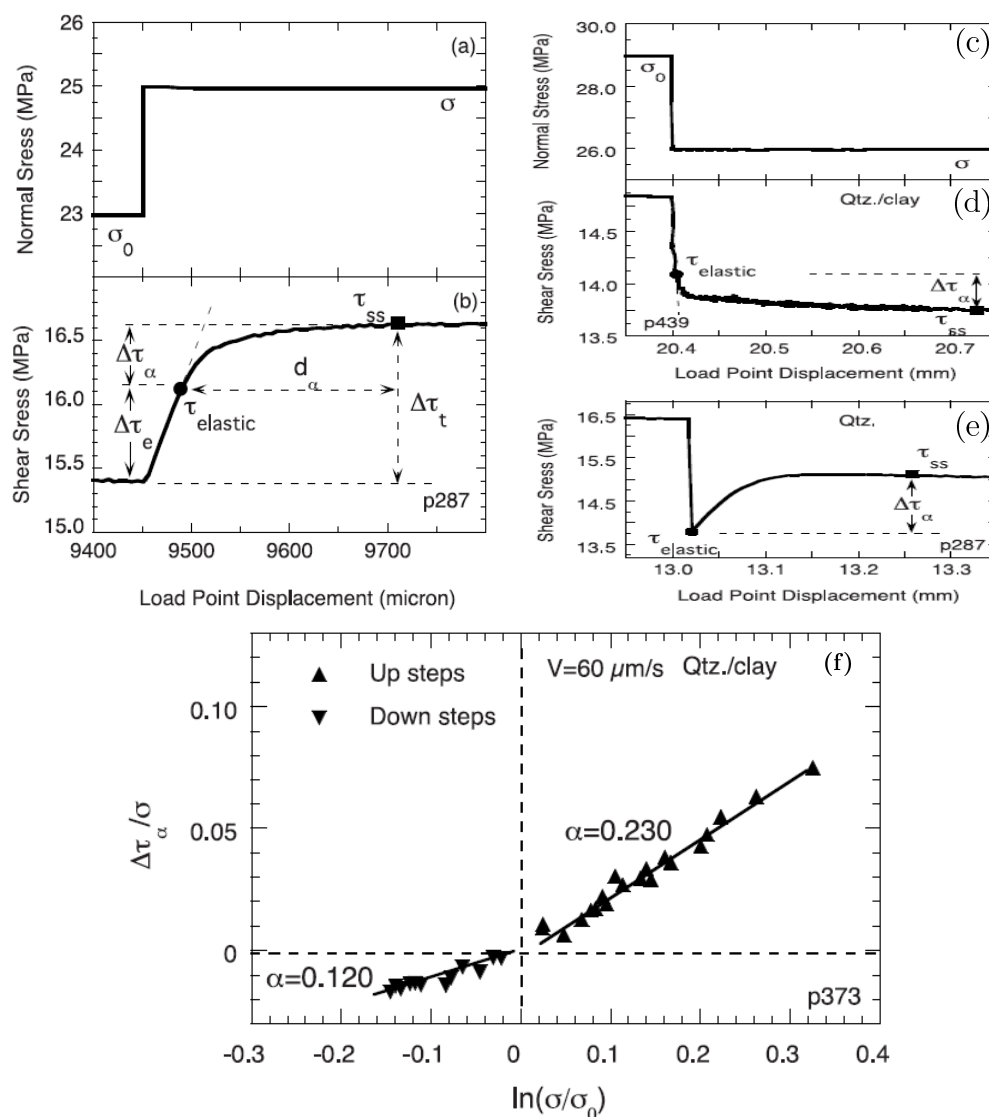 26
(a)
25
σ
24
23
σ₀
22
Normal Sress (MPa)
(b)
τss
16.5
Δτα
dα
16.0
τelastic
Δτt
Δτe
15.4
p287
15.0
Shear Sress (MPa)
9400 9500 9600 9700
Load Point Displacement (micron)
30.0
(c)
σ₀
28.0
26.0
σ
Normal Stress (MPa)
Qtz./clay
(d)
14.5
τelastic
14.0
Δτα
p439
τss
13.5
Shear Sress (MPa)
20.4 20.5 20.6 20.7
Load Point Displacement (mm)
16.5
Qtz,
(e)
τss
15.5
14.5
Δτα
τelastic
p287
13.5
Shear Sress (MPa)
13.0 13.1 13.2 13.3
Load Point Displacement (mm)
(f)
▲ Up steps
V=60 µm/s Qtz./clay
▼ Down steps
0.10
α=0.230
0.05
0
α=0.120
p373
Δτα/σ
-0.3 -0.2 -0.1 0 0.1 0.2 0.3 0.4
ln(σ/σ₀)